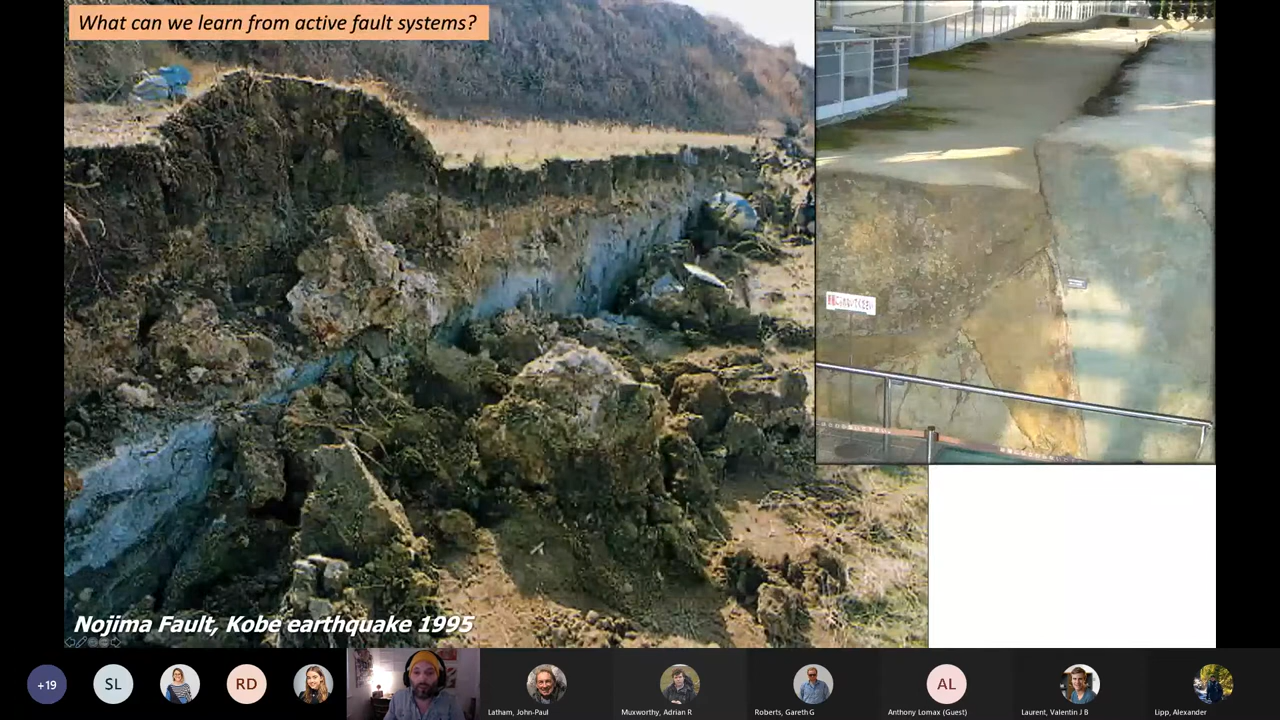 What can we learn from active fault systems?
Nojima Fault, Kobe earthquake 1995
+19
SL
RD
Latham, John-Paul
Muxworthy, Adrian R
Roberts, Gareth G
AL
Anthony Lomax (Guest)
Laurent, Valentin J B
Lipp, Alexander